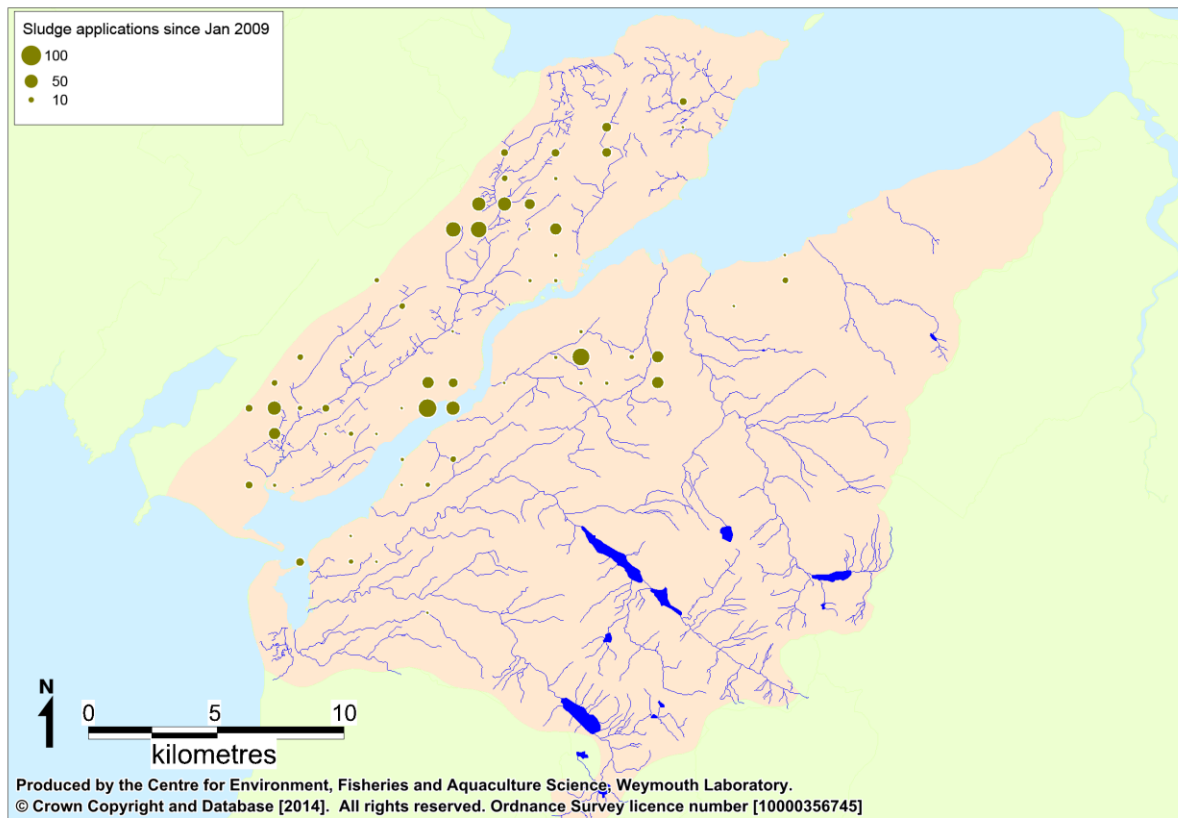 Sludge applications since Jan 2009
100
50
10
N
0 5 10
kilometres
Produced by the Centre for Environment, Fisheries and Aquaculture Science, Weymouth Laboratory.
© Crown Copyright and Database [2014]. All rights reserved. Ordnance Survey licence number [10000356745]